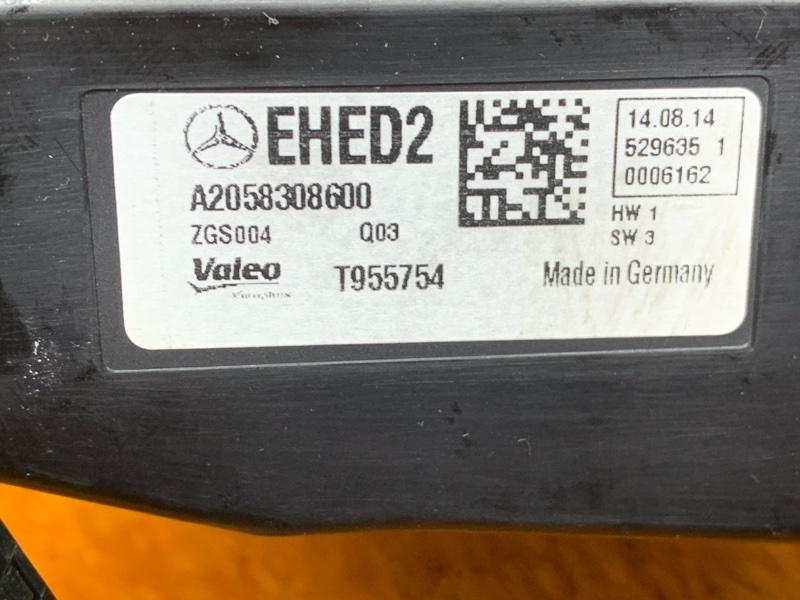 EHED2
A2058308600
ZGS004 Q03
Valeo T955754
14.08.14
529635 1
0006162
HW 1
SW 3
Made in Germany